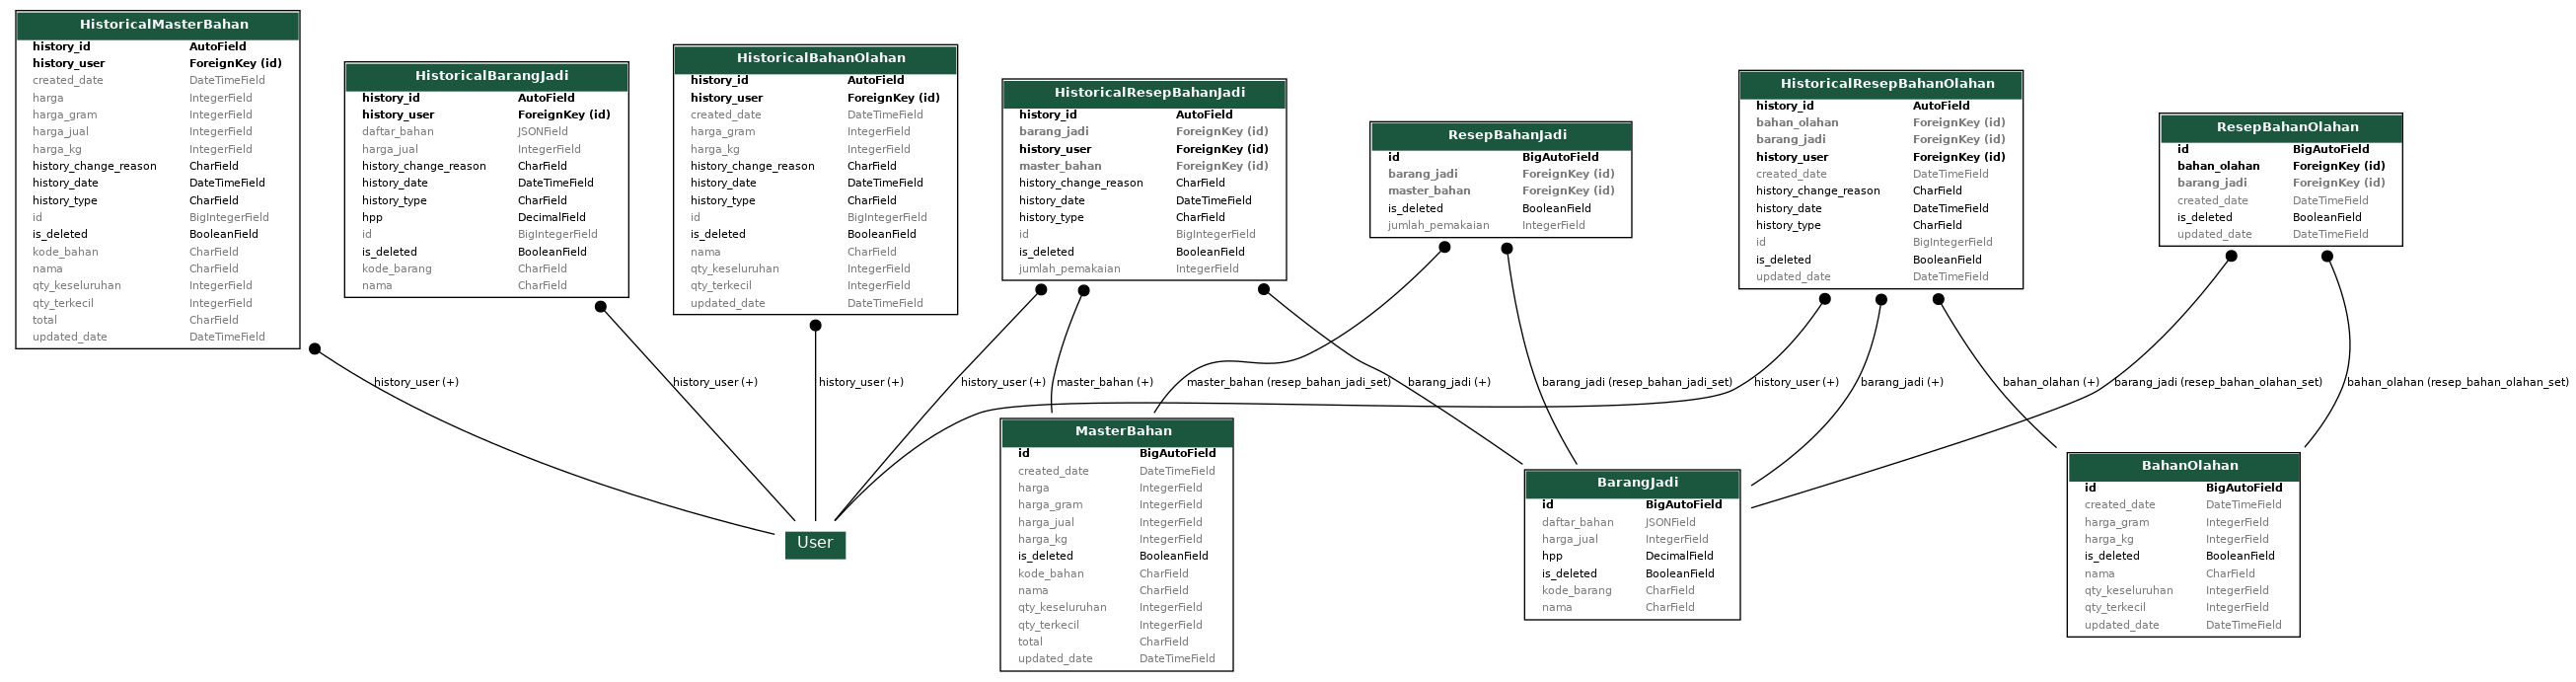 HistoricalMasterBahan
history_id AutoField
history_user ForeignKey (id)
created_date DateTimeField
harga IntegerField
harga_gram IntegerField
harga_jual IntegerField
harga_kg IntegerField
history_change_reason CharField
history_date DateTimeField
history_type CharField
id BigIntegerField
is_deleted BooleanField
kode_bahan CharField
nama CharField
qty_keseluruhan IntegerField
qty_terkecil IntegerField
total CharField
updated_date DateTimeField
HistoricalBarangJadi
history_id AutoField
history_user ForeignKey (id)
daftar_bahan JSONField
harga_jual IntegerField
history_change_reason CharField
history_date DateTimeField
history_type CharField
hpp DecimalField
id BigIntegerField
is_deleted BooleanField
kode_barang CharField
nama CharField
HistoricalBahanOlahan
history_id AutoField
history_user ForeignKey (id)
created_date DateTimeField
harga_gram IntegerField
harga_kg IntegerField
history_change_reason CharField
history_date DateTimeField
history_type CharField
id BigIntegerField
is_deleted BooleanField
nama CharField
qty_keseluruhan IntegerField
qty_terkecil IntegerField
updated_date DateTimeField
HistoricalResepBahanJadi
history_id AutoField
barang_jadi ForeignKey (id)
history_user ForeignKey (id)
master_bahan ForeignKey (id)
history_change_reason CharField
history_date DateTimeField
history_type CharField
id BigIntegerField
is_deleted BooleanField
jumlah_pemakaian IntegerField
ResepBahanJadi
id BigAutoField
barang_jadi ForeignKey (id)
master_bahan ForeignKey (id)
is_deleted BooleanField
jumlah_pemakaian IntegerField
HistoricalResepBahanOlahan
history_id AutoField
bahan_olahan ForeignKey (id)
barang_jadi ForeignKey (id)
history_user ForeignKey (id)
created_date DateTimeField
history_change_reason CharField
history_date DateTimeField
history_type CharField
id BigIntegerField
is_deleted BooleanField
updated_date DateTimeField
ResepBahanOlahan
id BigAutoField
bahan_olahan ForeignKey (id)
barang_jadi ForeignKey (id)
created_date DateTimeField
is_deleted BooleanField
updated_date DateTimeField
history_user (+)
history_user (+)
history_user (+)
history_user (+)
master_bahan (+)
master_bahan (resep_bahan_jadi_set)
barang_jadi (+)
barang_jadi (resep_bahan_jadi_set)
history_user (+)
barang_jadi (+)
bahan_olahan (+)
barang_jadi (resep_bahan_olahan_set)
bahan_olahan (resep_bahan_olahan_set)
User
MasterBahan
id BigAutoField
created_date DateTimeField
harga IntegerField
harga_gram IntegerField
harga_jual IntegerField
harga_kg IntegerField
is_deleted BooleanField
kode_bahan CharField
nama CharField
qty_keseluruhan IntegerField
qty_terkecil IntegerField
total CharField
updated_date DateTimeField
BarangJadi
id BigAutoField
daftar_bahan JSONField
harga_jual IntegerField
hpp DecimalField
is_deleted BooleanField
kode_barang CharField
nama CharField
BahanOlahan
id BigAutoField
created_date DateTimeField
harga_gram IntegerField
harga_kg IntegerField
is_deleted BooleanField
nama CharField
qty_keseluruhan IntegerField
qty_terkecil IntegerField
updated_date DateTimeField